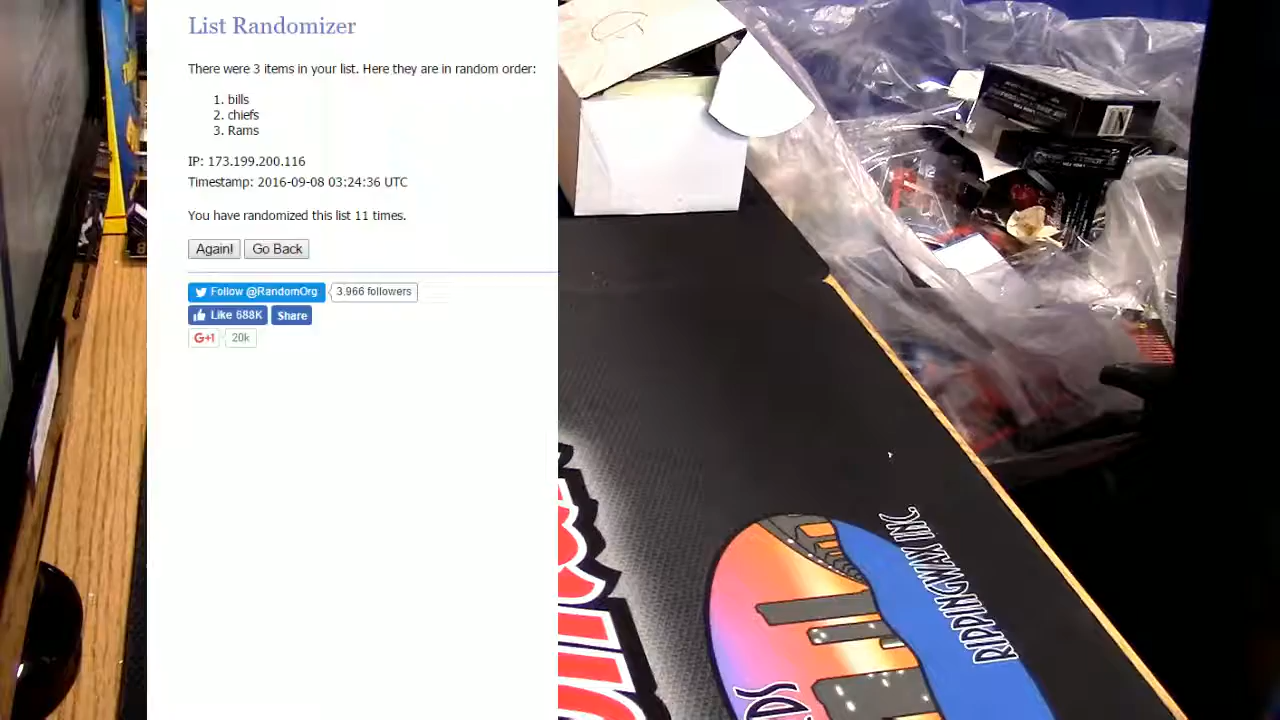 List Randomizer
There were 3 items in your list. Here they are in random order:
1. bills
2. chiefs
3. Rams
IP: 173.199.200.116
Timestamp: 2016-09-08 03:24:36 UTC
You have randomized this list 11 times.
Again! Go Back
Follow @RandomOrg 3,966 followers
Like 688K Share
G+1 20k
RIPPINGWAX INC.